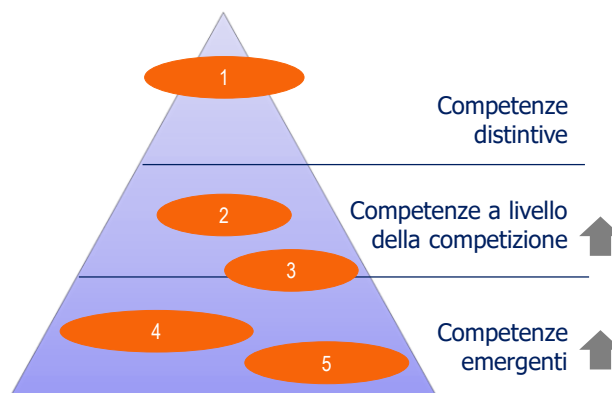 1
Competenze
distintive
2
Competenze a livello
della competizione
3
4
Competenze
emergenti
5